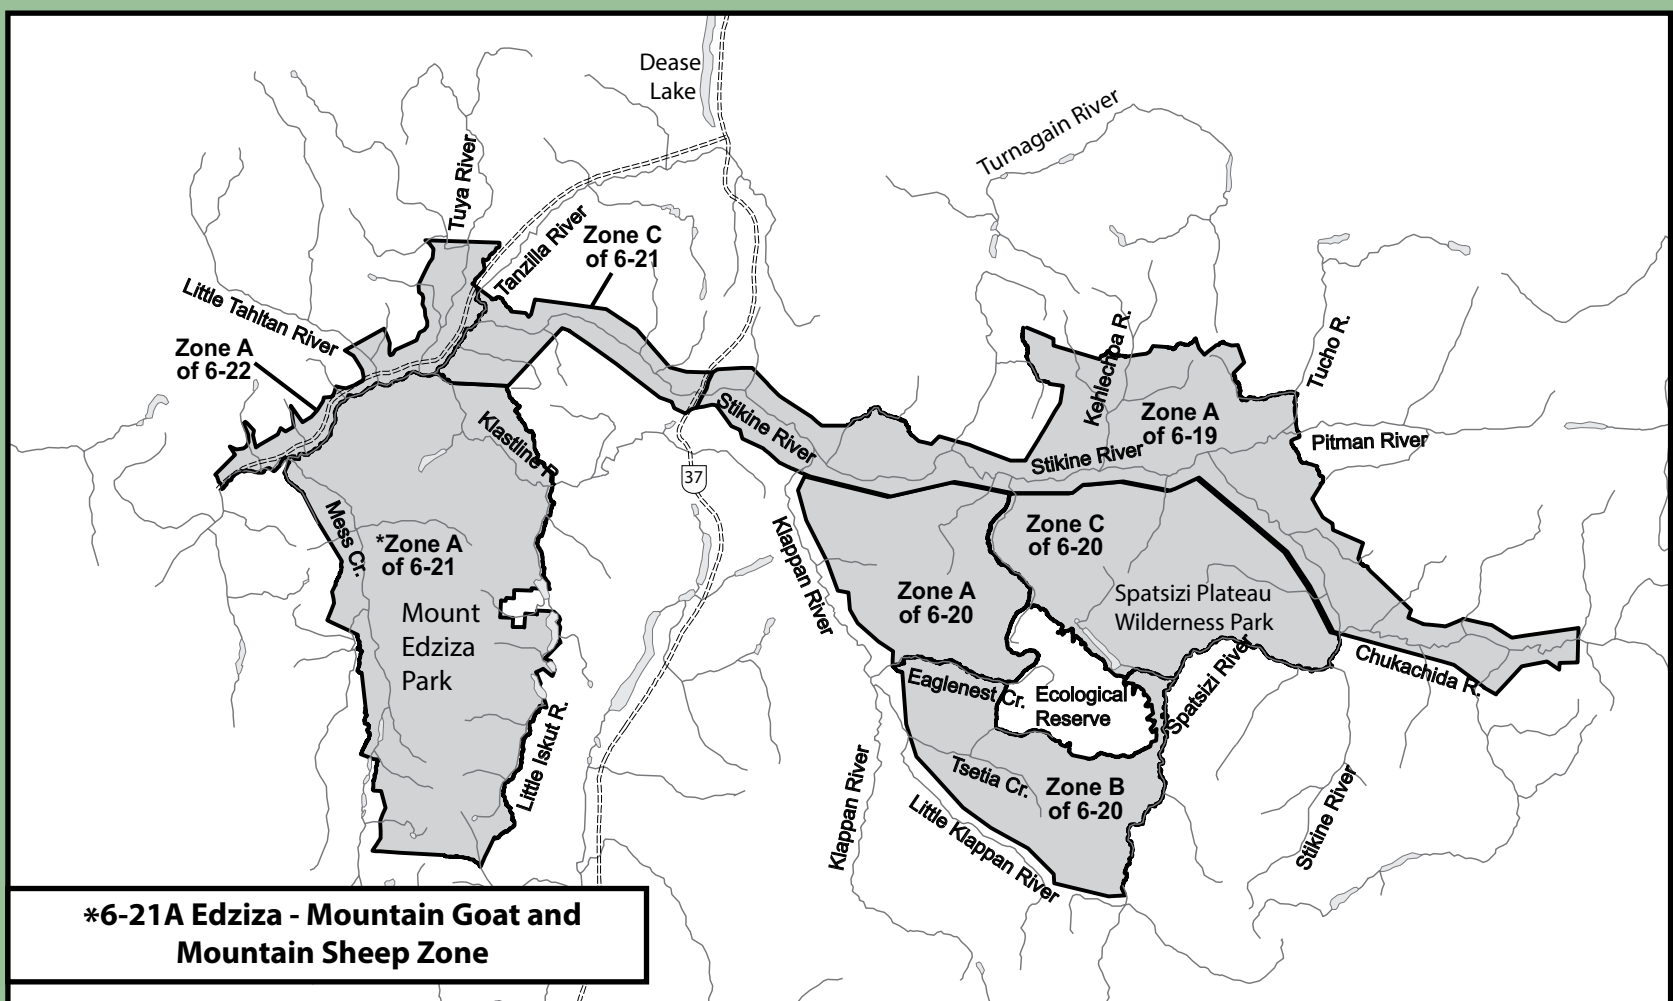 Dease
Lake
Turnagain River
Tuya River
Tanzilla River
Zone C
of 6-21
Little Tahltan River
Zone A
of 6-22
Kehlechoa R.
Tucho R.
Zone A
of 6-19
Pitman River
Stikine River
Stikine River
Klastline R.
37
Mess Cr.
*Zone A
of 6-21
Klappan River
Zone C
of 6-20
Zone A
of 6-20
Spatsizi Plateau
Wilderness Park
Mount
Edziza
Park
Chukachida R.
Eaglenest Cr.
Ecological
Reserve
Spatsizi River
Little Iskut R.
Tsetia Cr.
Zone B
of 6-20
Klappan River
Little Klappan River
Stikine River
*6-21A Edziza - Mountain Goat and
Mountain Sheep Zone